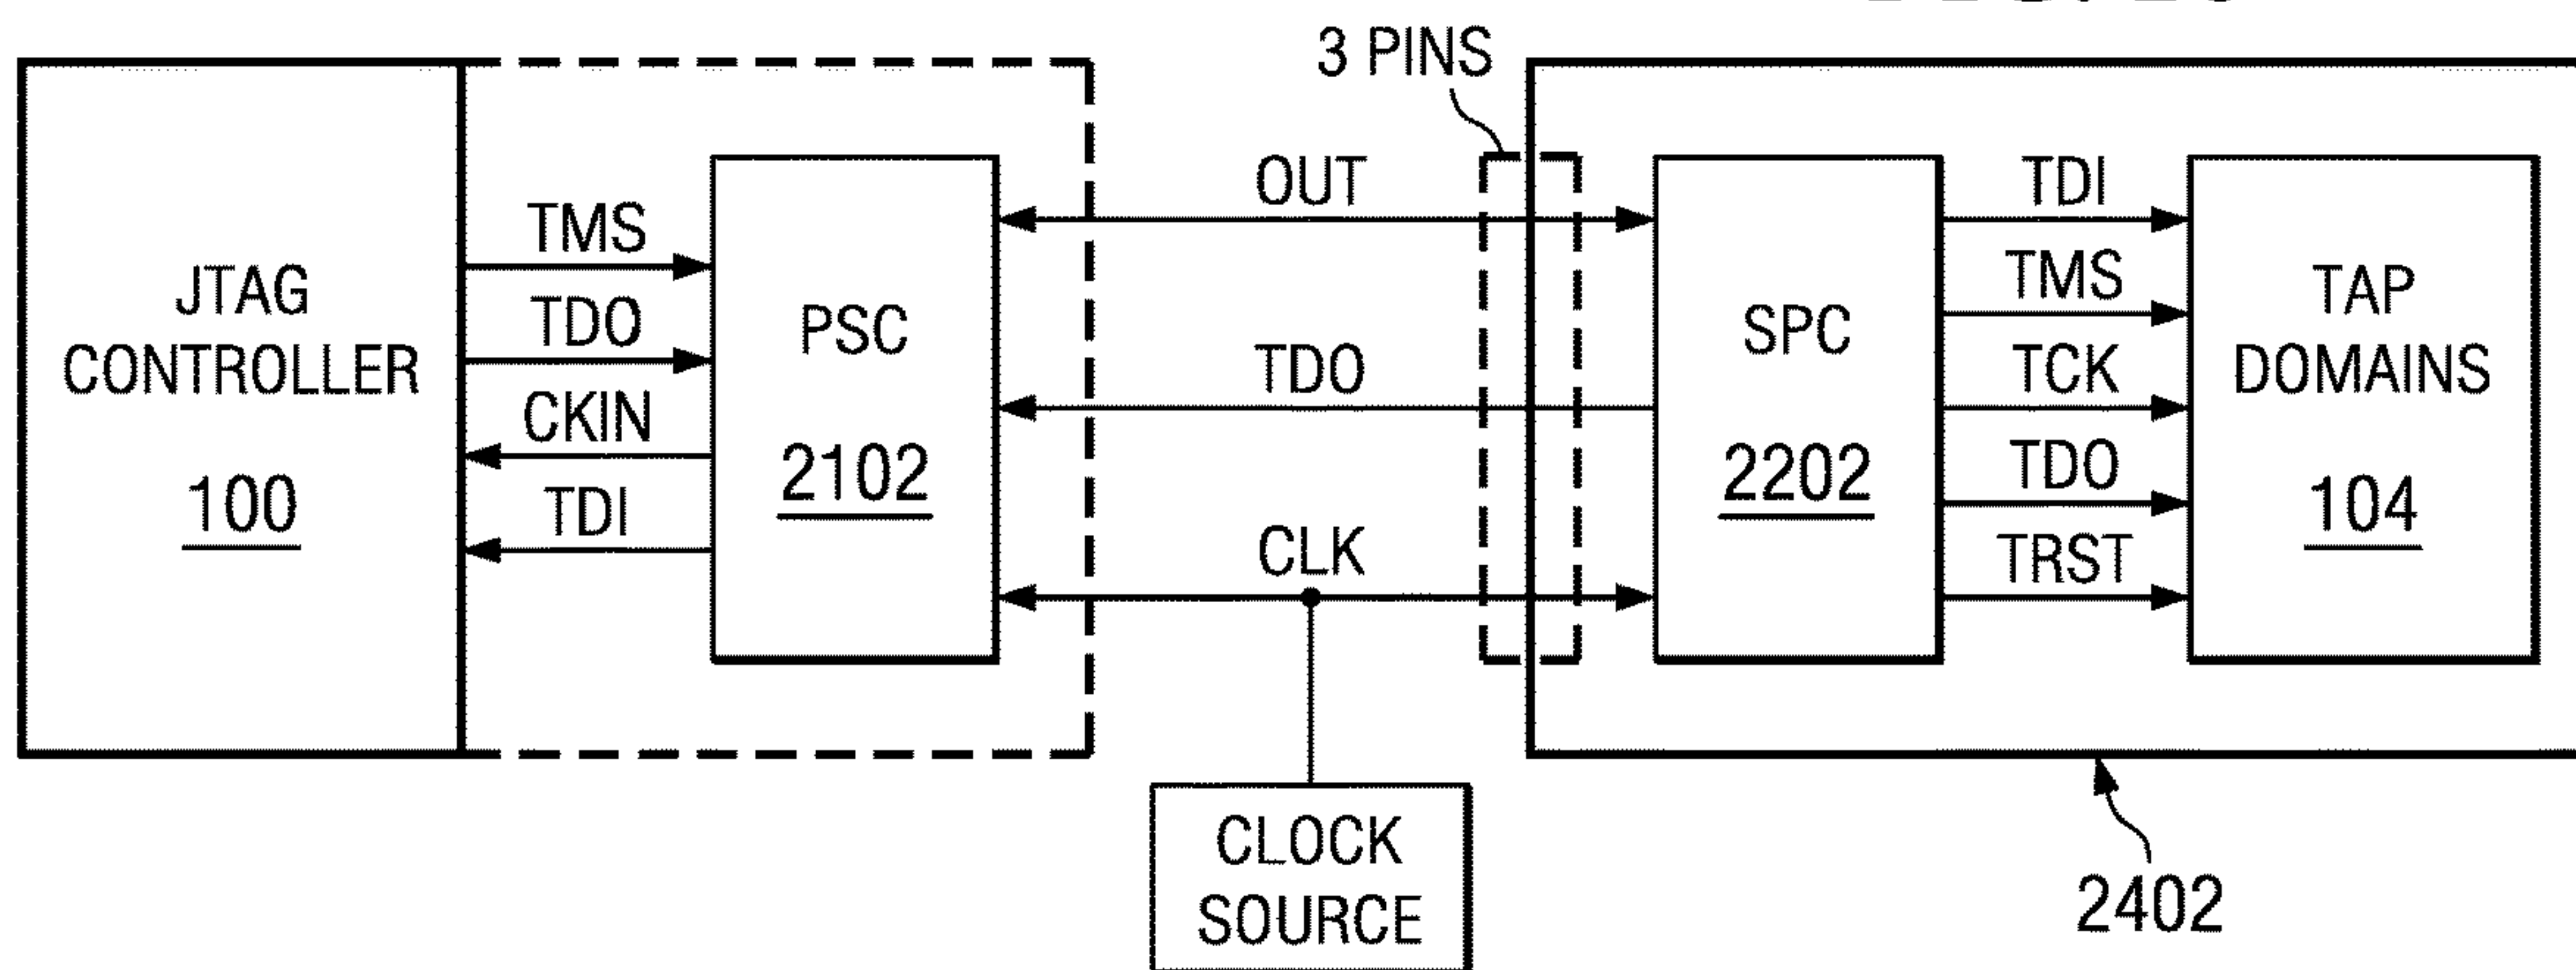 3 PINS
JTAG
CONTROLLER
100
TMS
TDO
CKIN
TDI
PSC
2102
OUT
TDO
CLK
SPC
2202
TDI
TMS
TCK
TDO
TRST
TAP
DOMAINS
104
CLOCK
SOURCE
2402